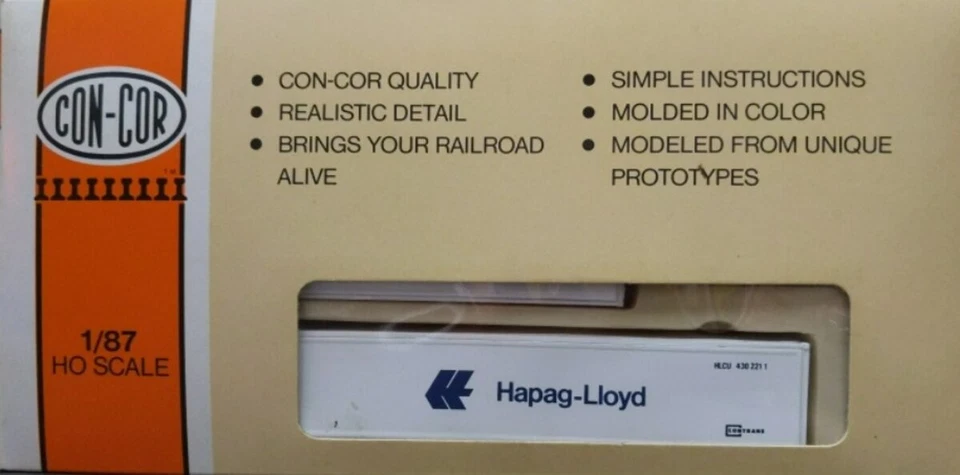 CON-COR
1/87
HO SCALE
• CON-COR QUALITY
• REALISTIC DETAIL
• BRINGS YOUR RAILROAD
ALIVE
• SIMPLE INSTRUCTIONS
• MOLDED IN COLOR
• MODELED FROM UNIQUE
PROTOTYPES
HLCU 430 221 1
Hapag-Lloyd
CONTRANS